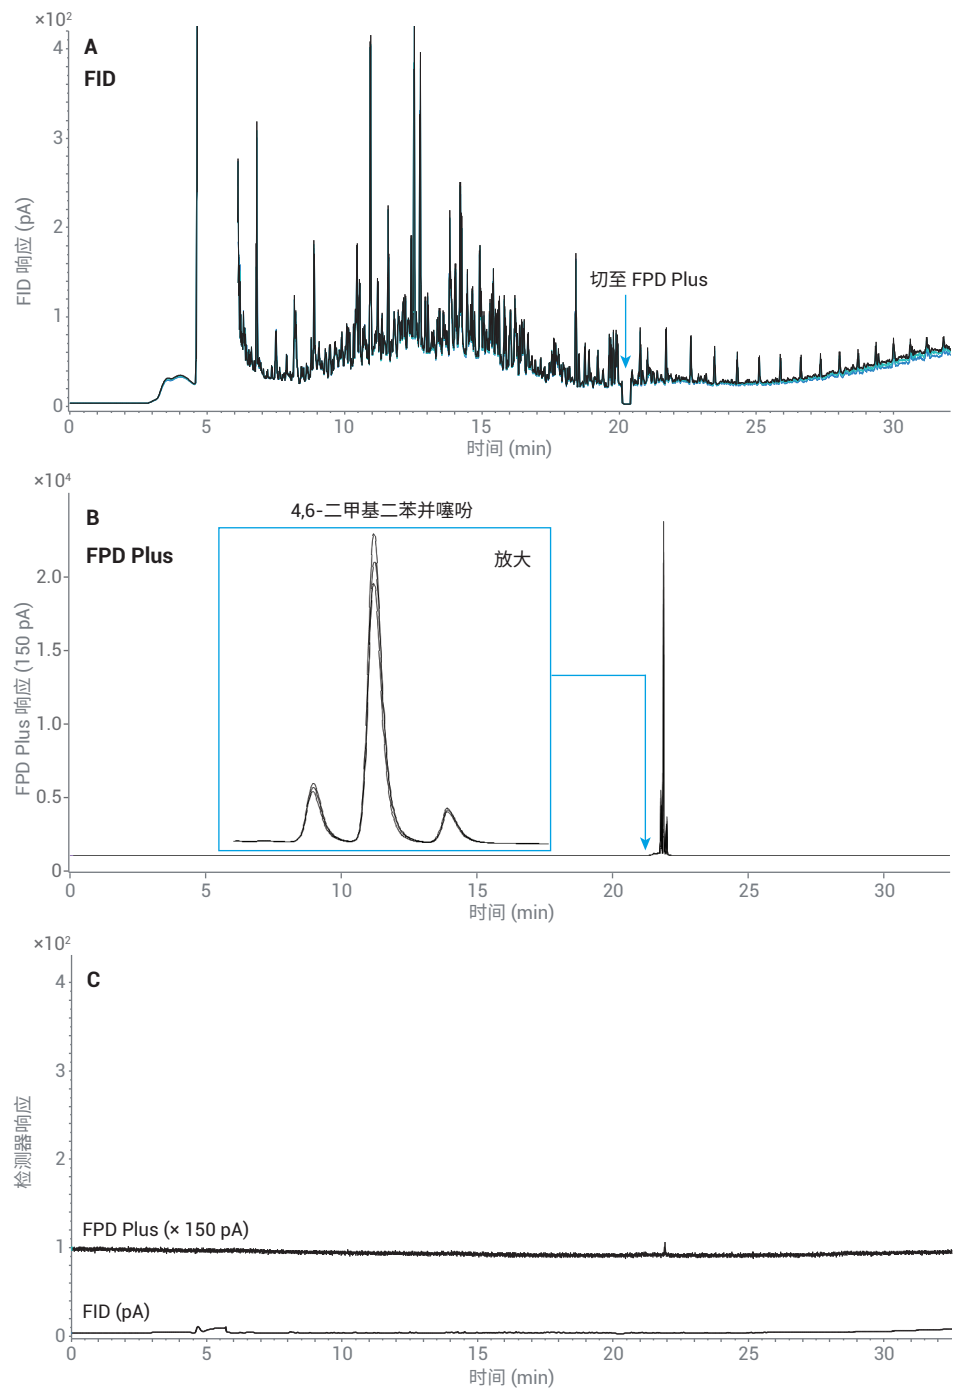 ×10²
A
FID
4
3
2
1
0
FID 响应 (pA)
切至 FPD Plus
0 5 10 15 20 25 30
时间 (min)
×10⁴
B
FPD Plus
4,6-二甲基二苯并噻吩
放大
2.0
1.5
1.0
0.5
0
FPD Plus 响应 (150 pA)
0 5 10 15 20 25 30
时间 (min)
×10²
C
4
3
2
1
0
检测器响应
FPD Plus (× 150 pA)
FID (pA)
0 5 10 15 20 25 30
时间 (min)